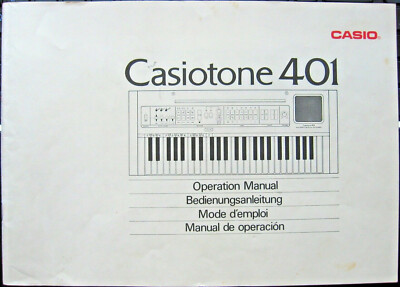 CASIO
Casiotone 401
Operation Manual
Bedienungsanleitung
Mode d'emploi
Manual de operación